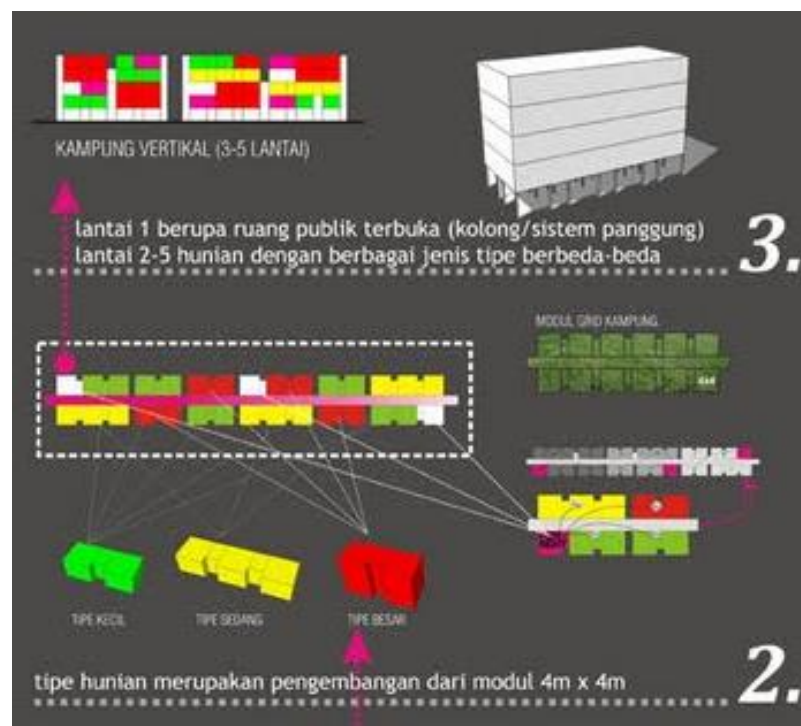 KAMPUNG VERTIKAL (3-5 LANTAI)
lantai 1 berupa ruang publik terbuka (kolong/sistem panggung)
lantai 2-5 hunian dengan berbagai jenis tipe berbeda-beda
3.
MODUL GRID KAMPUNG
4x4
TIPE KECIL
TIPE SEDANG
TIPE BESAR
tipe hunian merupakan pengembangan dari modul 4m x 4m
2.